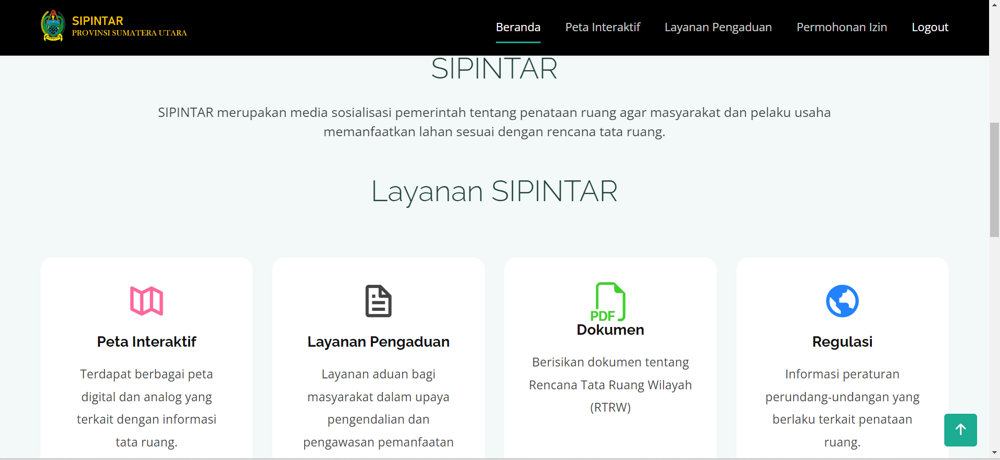 SIPINTAR
PROVINSI SUMATERA UTARA
Beranda
Peta Interaktif
Layanan Pengaduan
Permohonan Izin
Logout
SIPINTAR
SIPINTAR merupakan media sosialisasi pemerintah tentang penataan ruang agar masyarakat dan pelaku usaha
memanfaatkan lahan sesuai dengan rencana tata ruang.
Layanan SIPINTAR
Peta Interaktif
Terdapat berbagai peta
digital dan analog yang
terkait dengan informasi
tata ruang.
Layanan Pengaduan
Layanan aduan bagi
masyarakat dalam upaya
pengendalian dan
pengawasan pemanfaatan
PDF
Dokumen
Berisikan dokumen tentang
Rencana Tata Ruang Wilayah
(RTRW)
Regulasi
Informasi peraturan
perundang-undangan yang
berlaku terkait penataan
ruang.